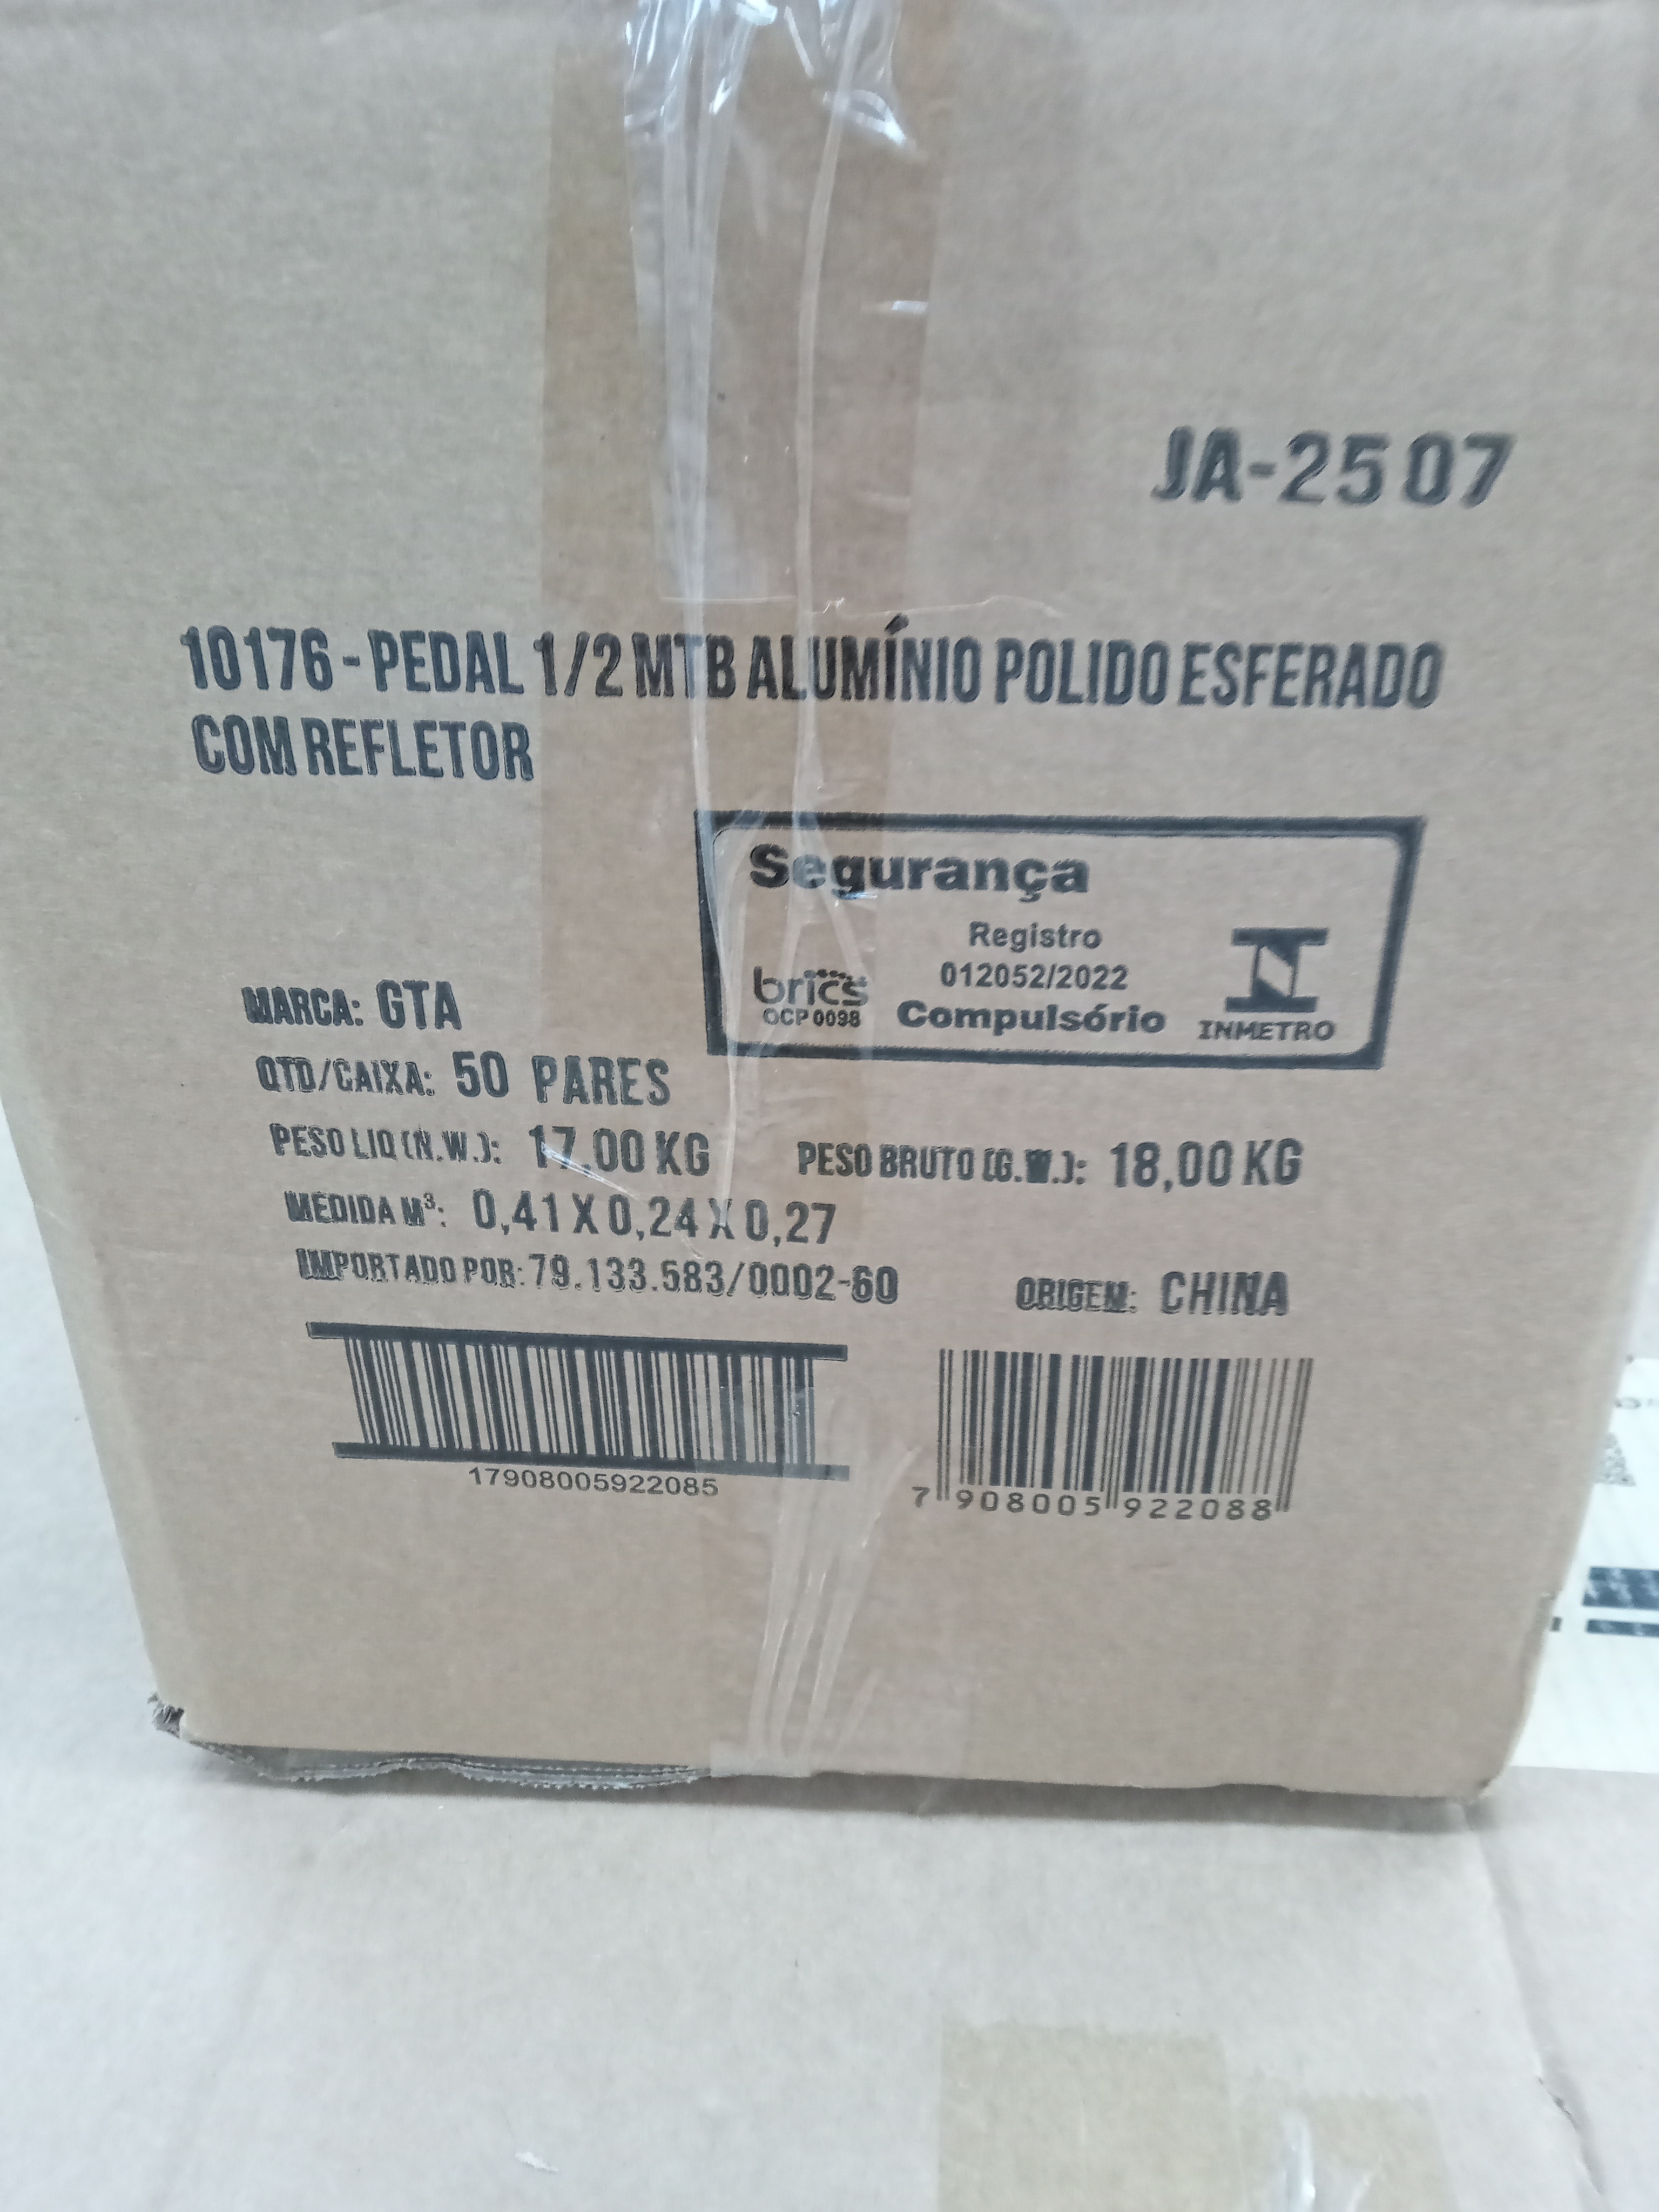 JA-2507
10176 - PEDAL 1/2 MTB ALUMÍNIO POLIDO ESFERADO
COM REFLETOR
Segurança
Registro
012052/2022
Compulsório
brics
OCP 0098
INMETRO
MARCA: GTA
QTD/CAIXA: 50 PARES
PESO LIQ (N.W.): 17,00 KG PESO BRUTO (G.W.): 18,00 KG
MEDIDA M³: 0,41 X 0,24 X 0,27
IMPORTADO POR: 79.133.583/0002-60 ORIGEM: CHINA
17908005922085
7 908005 922088